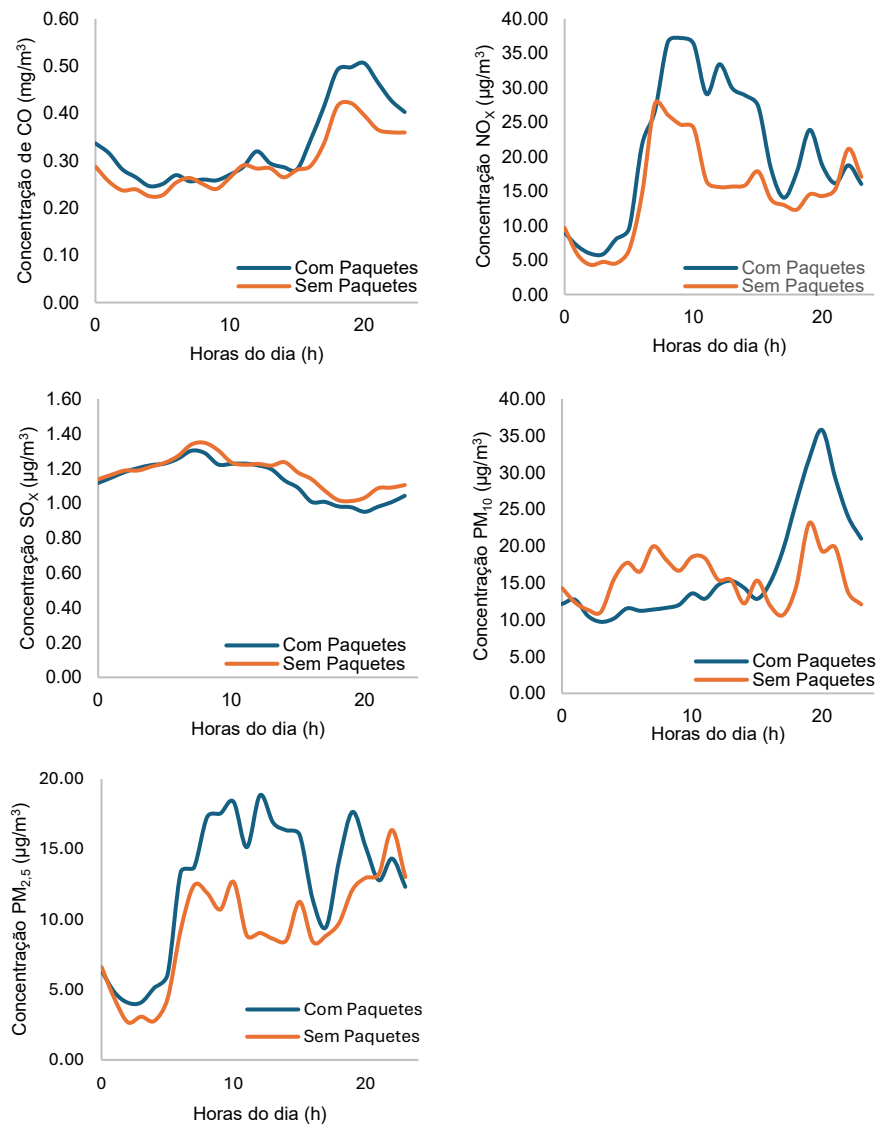 Concentração de CO (mg/m³)
0.60
0.50
0.40
0.30
0.20
0.10
0.00
Com Paquetes
Sem Paquetes
0
10
20
Horas do dia (h)
Concentração NOX (µg/m³)
40.00
35.00
30.00
25.00
20.00
15.00
10.00
5.00
0.00
Com Paquetes
Sem Paquetes
0
10
20
Horas do dia (h)
Concentração SOX (µg/m³)
1.60
1.40
1.20
1.00
0.80
0.60
0.40
0.20
0.00
Com Paquetes
Sem Paquetes
0
10
20
Horas do dia (h)
Concentração PM10 (µg/m³)
40.00
35.00
30.00
25.00
20.00
15.00
10.00
5.00
0.00
Com Paquetes
Sem Paquetes
0
10
20
Horas do dia (h)
Concentração PM2,5 (µg/m³)
20.00
15.00
10.00
5.00
0.00
Com Paquetes
Sem Paquetes
0
10
20
Horas do dia (h)